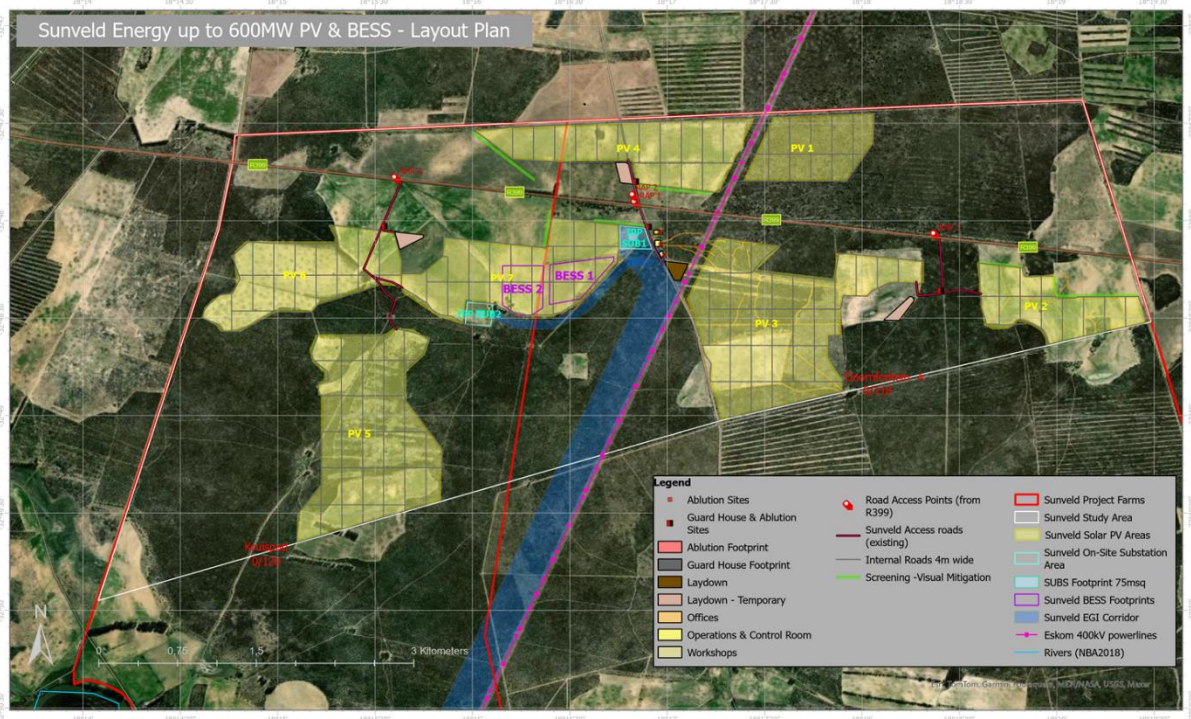 Sunveld Energy up to 600MW PV & BESS - Layout Plan
PV 4
PV 1
R399
R399
R399
R399
SUB1
PV 6
PV 7
BESS 1
BESS 2
PV 2
PV 3
PV 5
0/120
N
0
0,75
1,5
3 Kilometers
Legend
Ablution Sites
Guard House & Ablution
Sites
Ablution Footprint
Guard House Footprint
Laydown
Laydown - Temporary
Offices
Operations & Control Room
Workshops
Road Access Points (from
R399)
Sunveld Access roads
(existing)
Internal Roads 4m wide
Screening -Visual Mitigation
Sunveld Project Farms
Sunveld Study Area
Sunveld Solar PV Areas
Sunveld On-Site Substation
Area
SUBS Footprint 75msq
Sunveld BESS Footprints
Sunveld EGI Corridor
Eskom 400kV powerlines
Rivers (NBA2018)